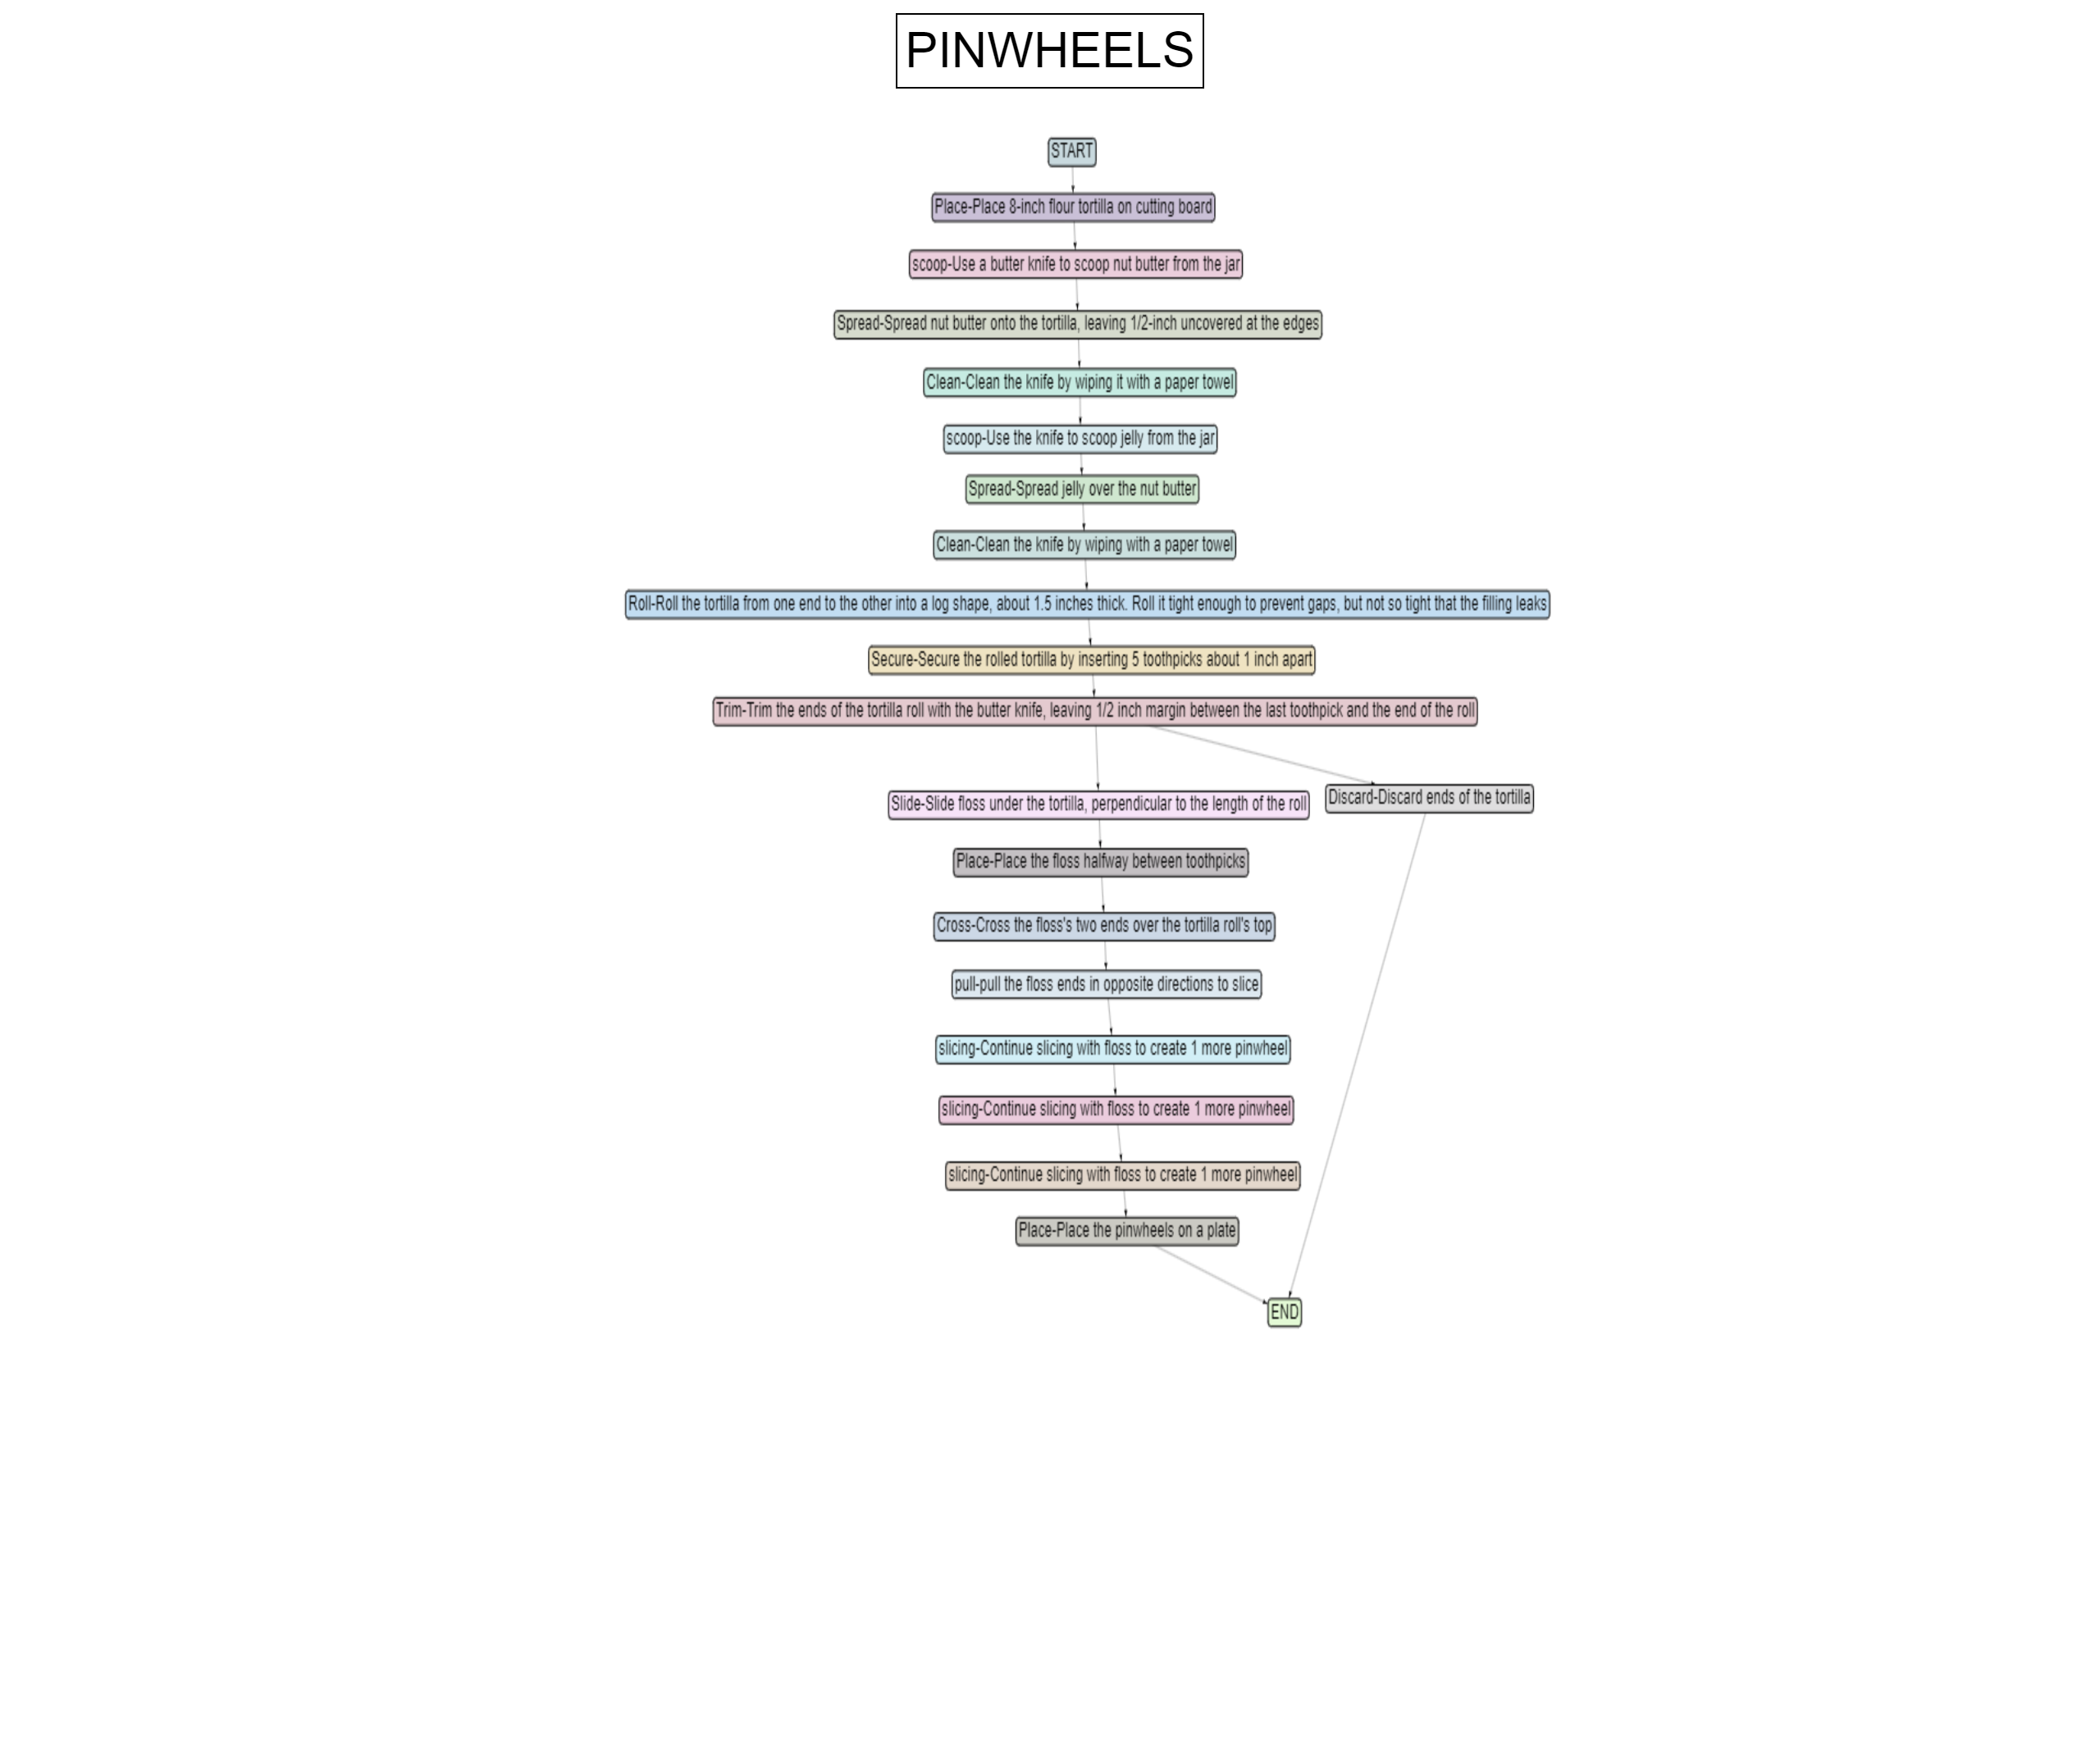 PINWHEELS
START
Place-Place 8-inch flour tortilla on cutting board
scoop-Use a butter knife to scoop nut butter from the jar
Spread-Spread nut butter onto the tortilla, leaving 1/2-inch uncovered at the edges
Clean-Clean the knife by wiping it with a paper towel
scoop-Use the knife to scoop jelly from the jar
Spread-Spread jelly over the nut butter
Clean-Clean the knife by wiping with a paper towel
Roll-Roll the tortilla from one end to the other into a log shape, about 1.5 inches thick. Roll it tight enough to prevent gaps, but not so tight that the filling leaks
Secure-Secure the rolled tortilla by inserting 5 toothpicks about 1 inch apart
Trim-Trim the ends of the tortilla roll with the butter knife, leaving 1/2 inch margin between the last toothpick and the end of the roll
Slide-Slide floss under the tortilla, perpendicular to the length of the roll
Discard-Discard ends of the tortilla
Place-Place the floss halfway between toothpicks
Cross-Cross the floss's two ends over the tortilla roll's top
pull-pull the floss ends in opposite directions to slice
slicing-Continue slicing with floss to create 1 more pinwheel
slicing-Continue slicing with floss to create 1 more pinwheel
slicing-Continue slicing with floss to create 1 more pinwheel
Place-Place the pinwheels on a plate
END